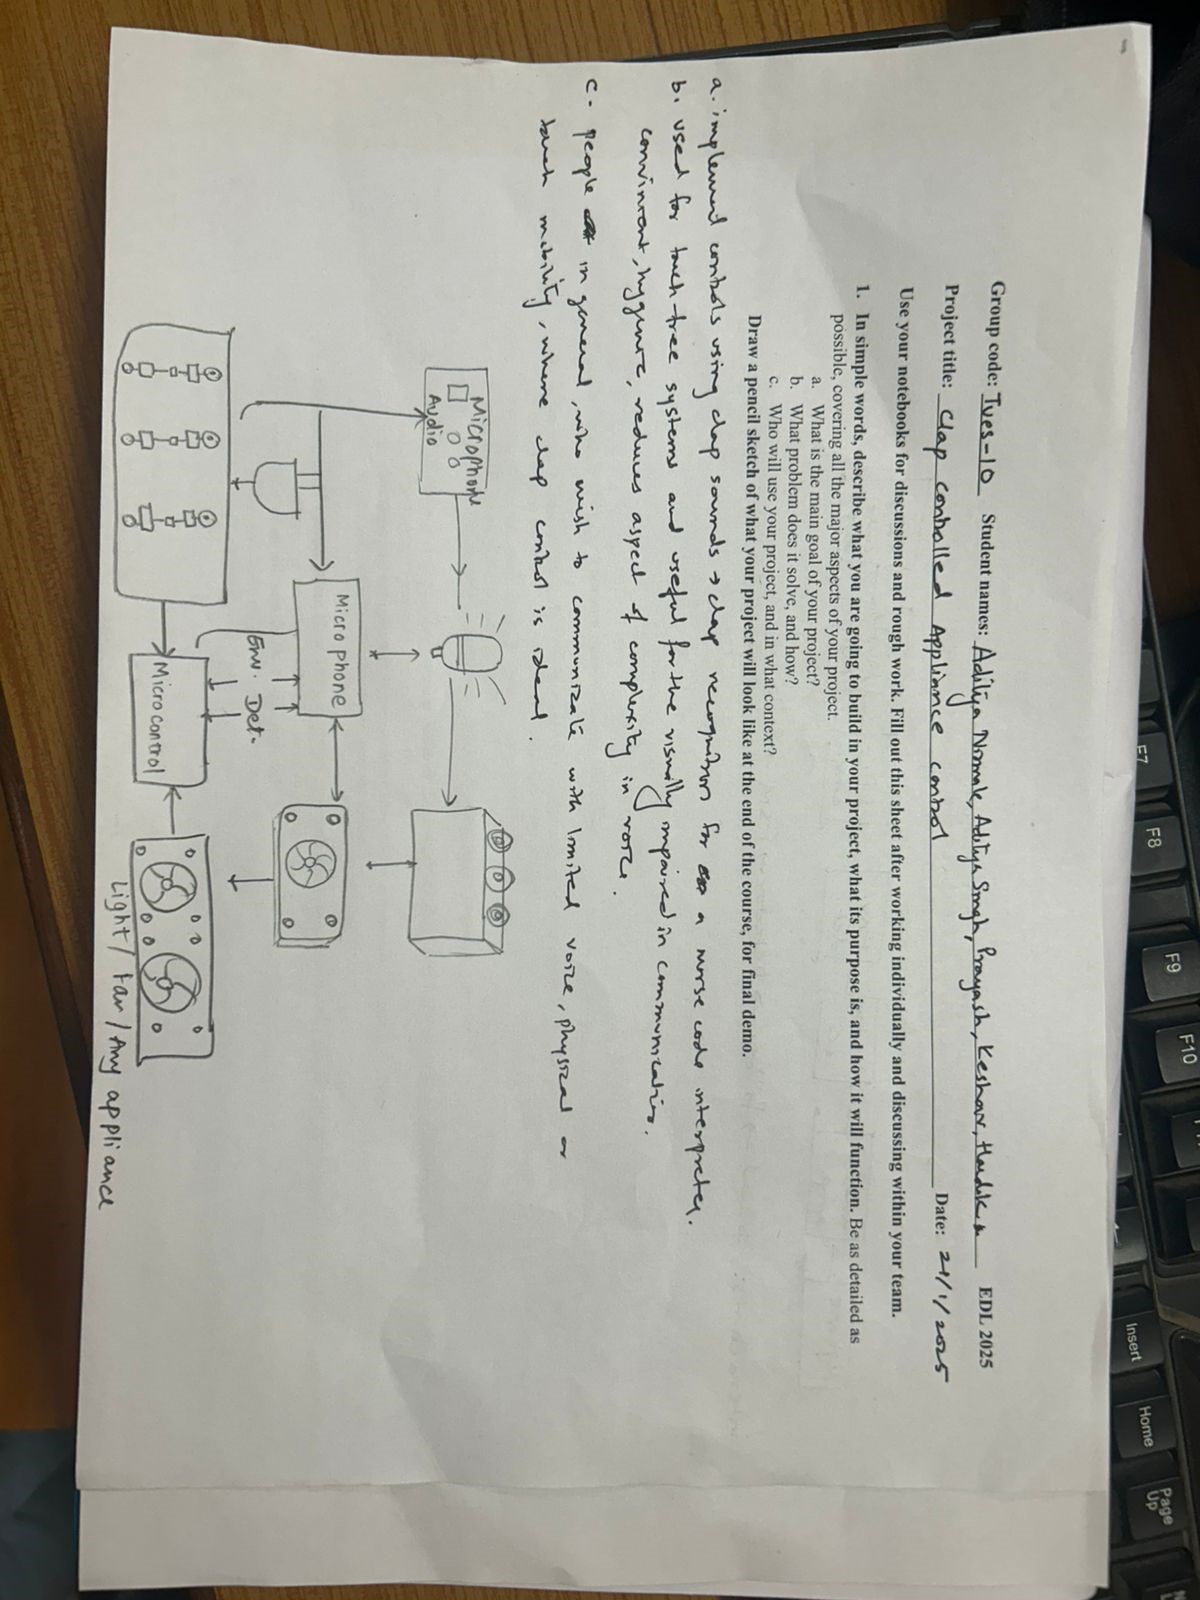 Group code: Tues-10 Student names: Aditya Nirmale, Aditya Singh, Prayash, Keshav, Hardik EDL 2025
Project title: Clap controlled Appliance control Date: 21/1/2025
Use your notebooks for discussions and rough work. Fill out this sheet after working individually and discussing within your team.
1. In simple words, describe what you are going to build in your project, what its purpose is, and how it will function. Be as detailed as
possible, covering all the major aspects of your project.
a. What is the main goal of your project?
b. What problem does it solve, and how?
c. Who will use your project, and in what context?
Draw a pencil sketch of what your project will look like at the end of the course, for final demo.
a. implement controls using clap sounds → clap recognition for a morse code interpreter.
b. used for touch-free systems and useful for the visually impaired in communication.
convinient, hygenic, reduces aspect of complexity in voice.
c - people in general, who wish to communicate with limited voice, physical or
touch mobility, where clap control is ideal.
Microphone
Audio
Micro phone
Env. Det.
Micro control
Light / Fan / Any appliance
F7
F8
F9
F10
Insert
Home
Page
Up